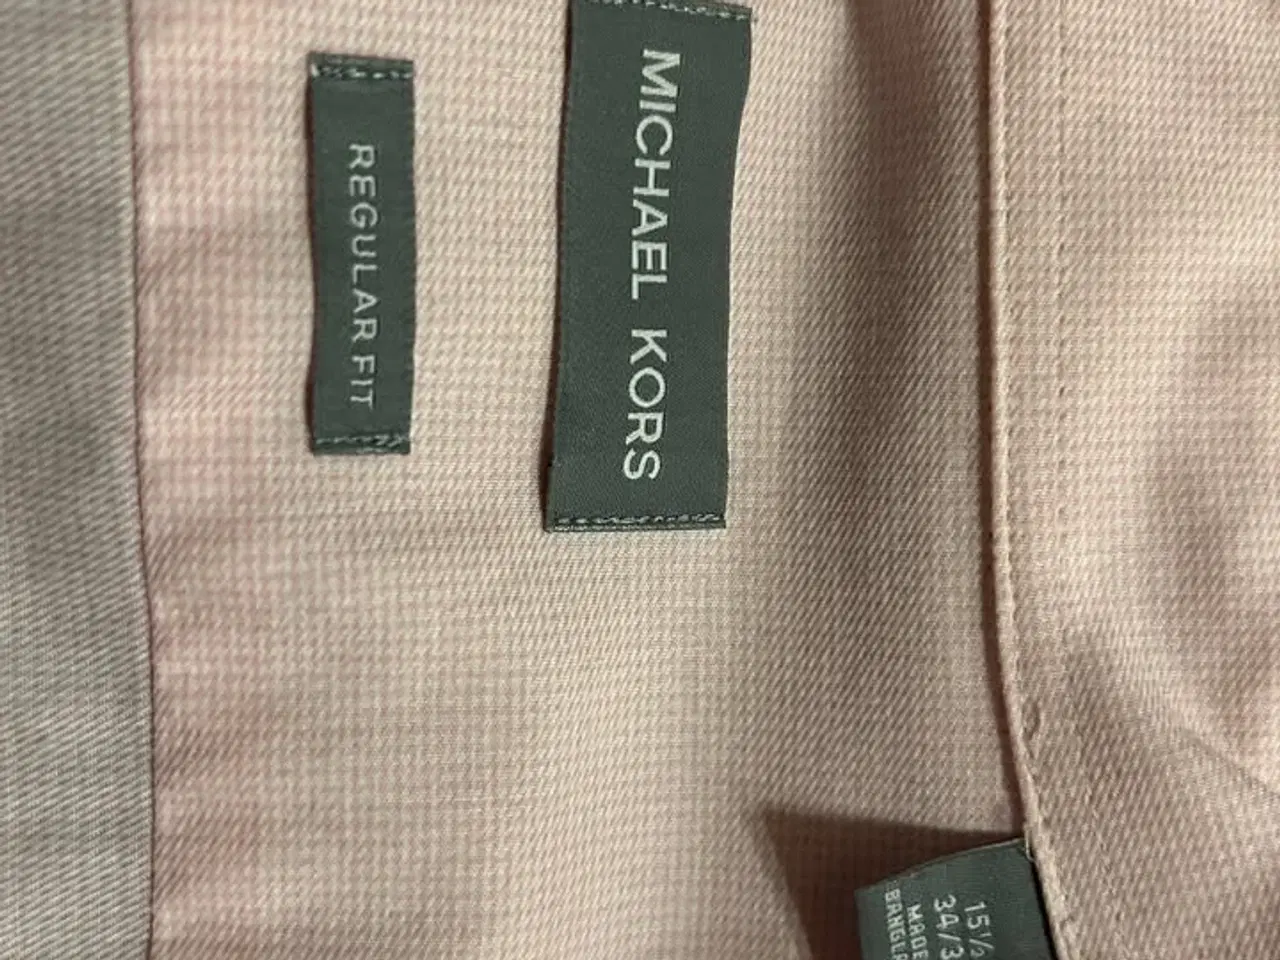 MICHAEL KORS
REGULAR FIT
15½
34/3
MADE
BANGLA